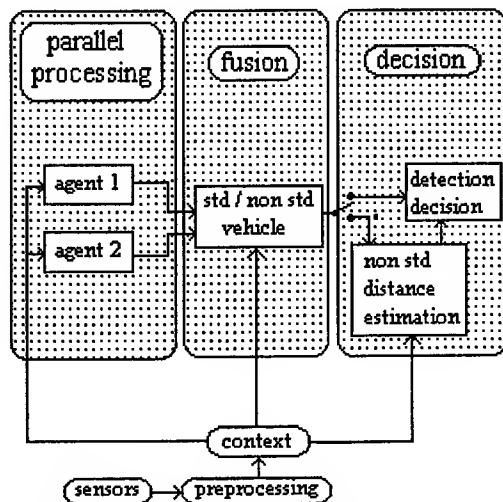 parallel
processing
fusion
decision
agent 1
agent 2
std / non std
vehicle
detection
decision
non std
distance
estimation
context
sensors
preprocessing